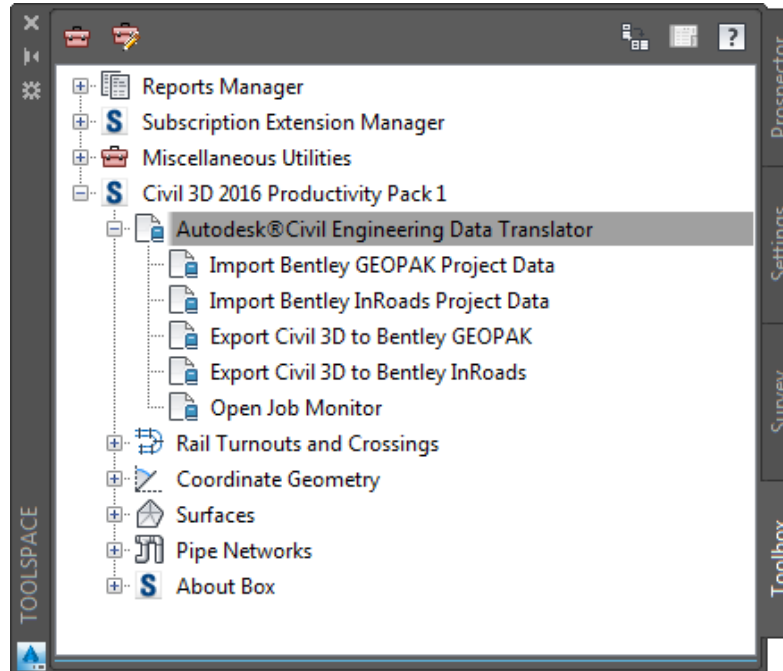 Reports Manager
Subscription Extension Manager
Miscellaneous Utilities
Civil 3D 2016 Productivity Pack 1
Autodesk®Civil Engineering Data Translator
Import Bentley GEOPAK Project Data
Import Bentley InRoads Project Data
Export Civil 3D to Bentley GEOPAK
Export Civil 3D to Bentley InRoads
Open Job Monitor
Rail Turnouts and Crossings
Coordinate Geometry
Surfaces
Pipe Networks
About Box
TOOLSPACE
Prospector
Settings
Survey
Toolbox